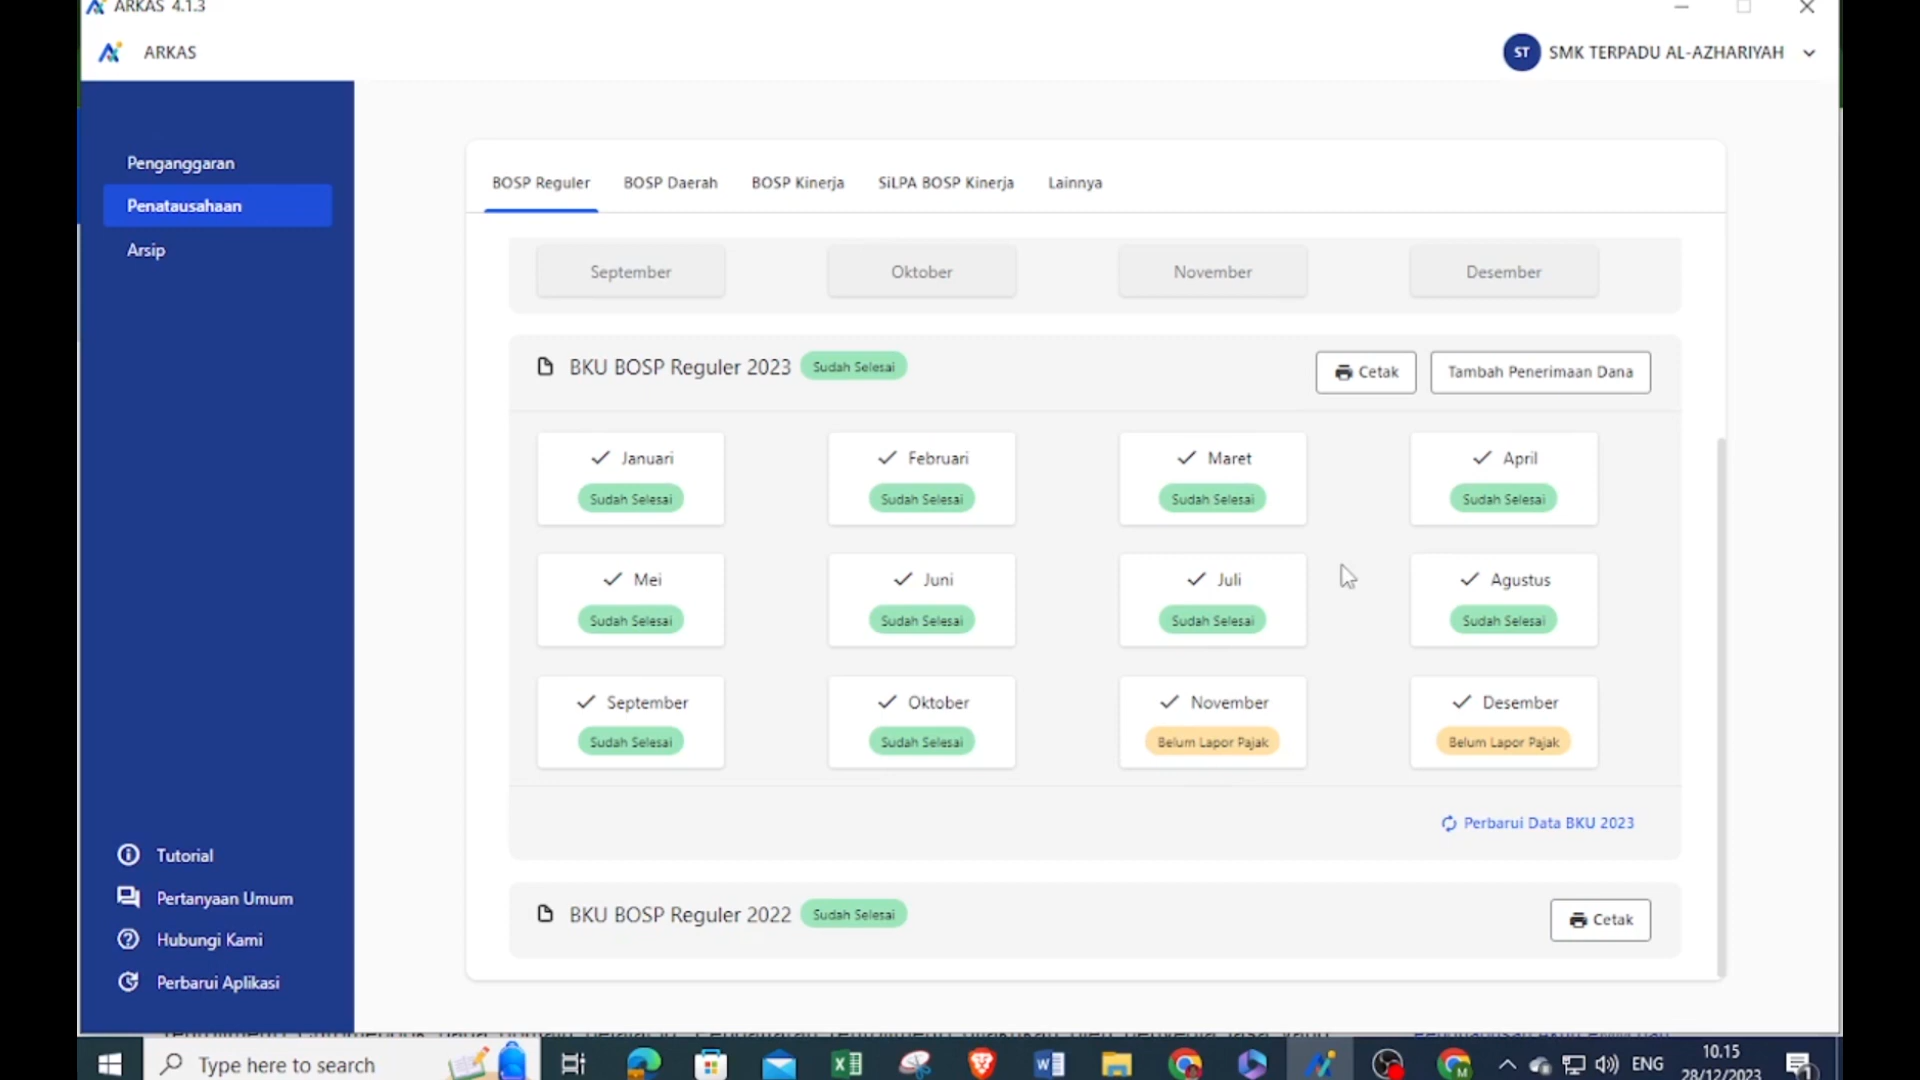 ARKAS 4.1.3
ARKAS
ST SMK TERPADU AL-AZHARIYAH
Penganggaran
Penatausahaan
Arsip
BOSP Reguler BOSP Daerah BOSP Kinerja SiLPA BOSP Kinerja Lainnya
September Oktober November Desember
BKU BOSP Reguler 2023 Sudah Selesai Cetak Tambah Penerimaan Dana
Januari Februari Maret April
Sudah Selesai Sudah Selesai Sudah Selesai Sudah Selesai
Mei Juni Juli Agustus
Sudah Selesai Sudah Selesai Sudah Selesai Sudah Selesai
September Oktober November Desember
Sudah Selesai Sudah Selesai Belum Lapor Pajak Belum Lapor Pajak
Perbarui Data BKU 2023
BKU BOSP Reguler 2022 Sudah Selesai Cetak
Tutorial
Pertanyaan Umum
Hubungi Kami
Perbarui Aplikasi
Type here to search
ENG
10.15
28/12/2023